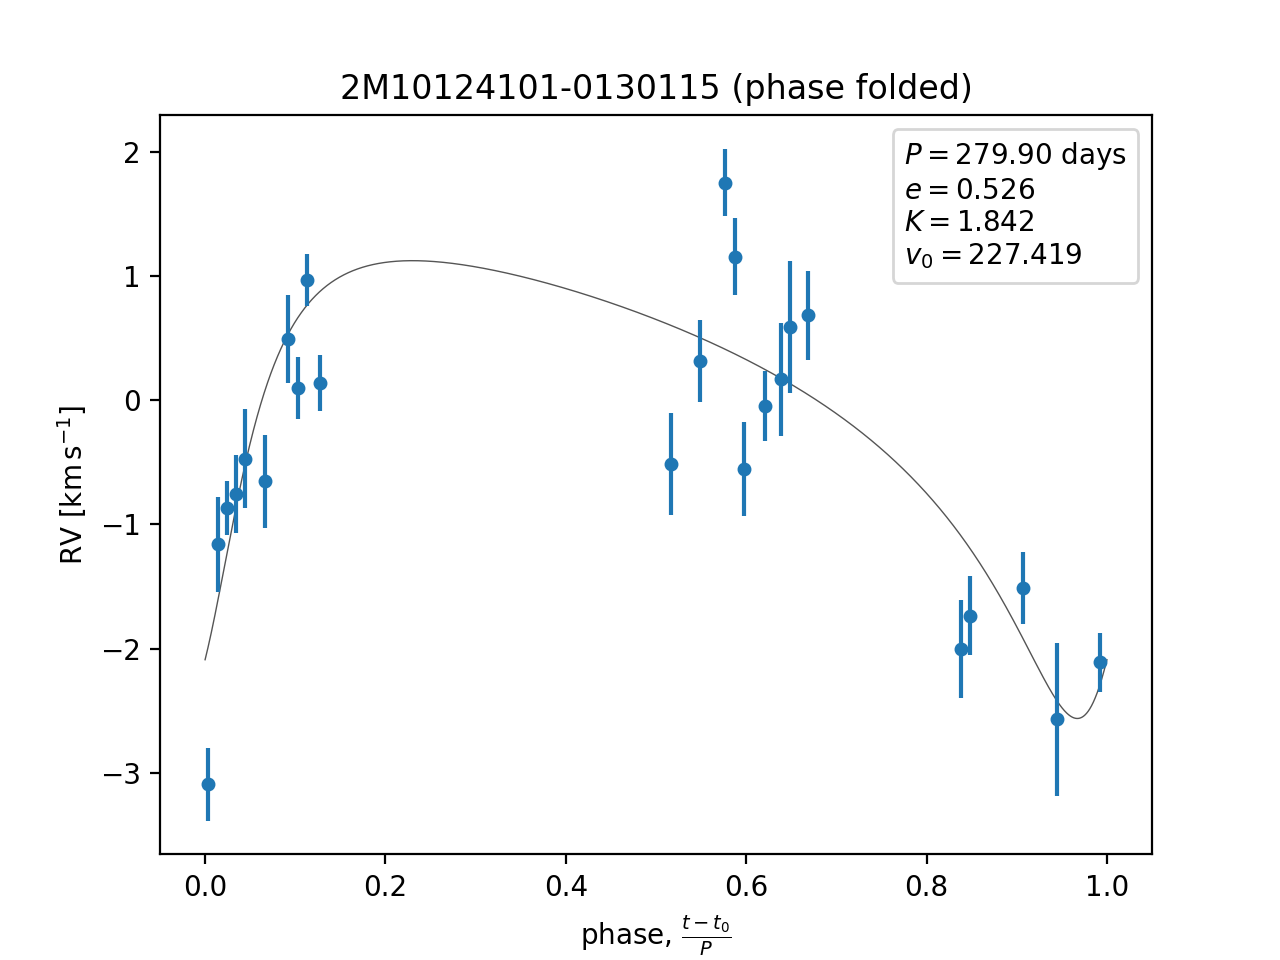 2M10124101-0130115 (phase folded)
P = 279.90 days
e = 0.526
K = 1.842
v₀ = 227.419
RV [km s⁻¹]
2
1
0
−1
−2
−3
0.0 0.2 0.4 0.6 0.8 1.0
phase, (t − t₀)/P